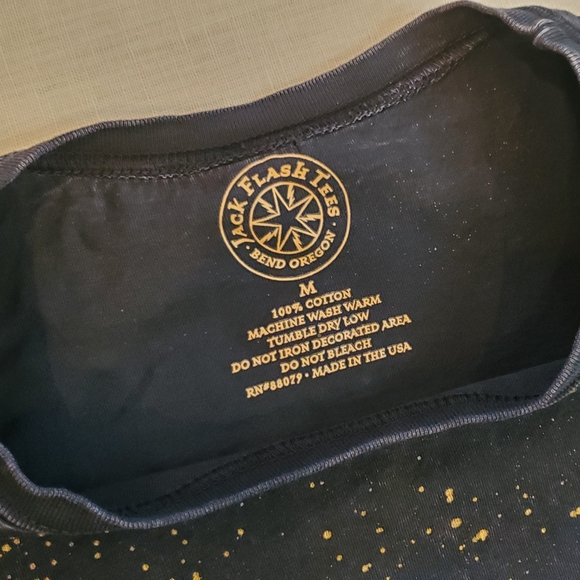 JACK FLASH TEES
· BEND OREGON ·
M
100% COTTON
MACHINE WASH WARM
TUMBLE DRY LOW
DO NOT IRON DECORATED AREA
DO NOT BLEACH
RN#88079 • MADE IN THE USA